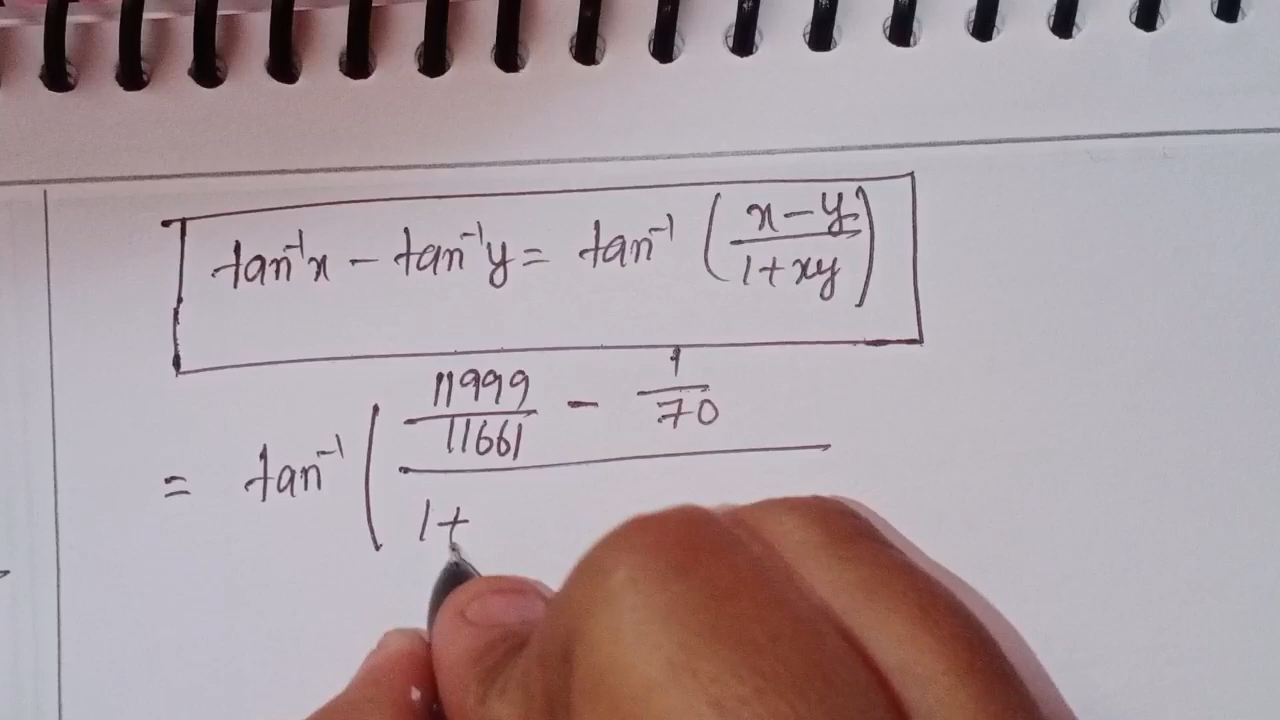 tan⁻¹x − tan⁻¹y = tan⁻¹ ( (x−y) / (1+xy) )
= tan⁻¹ ( 11999/11661 − 1/70
1+